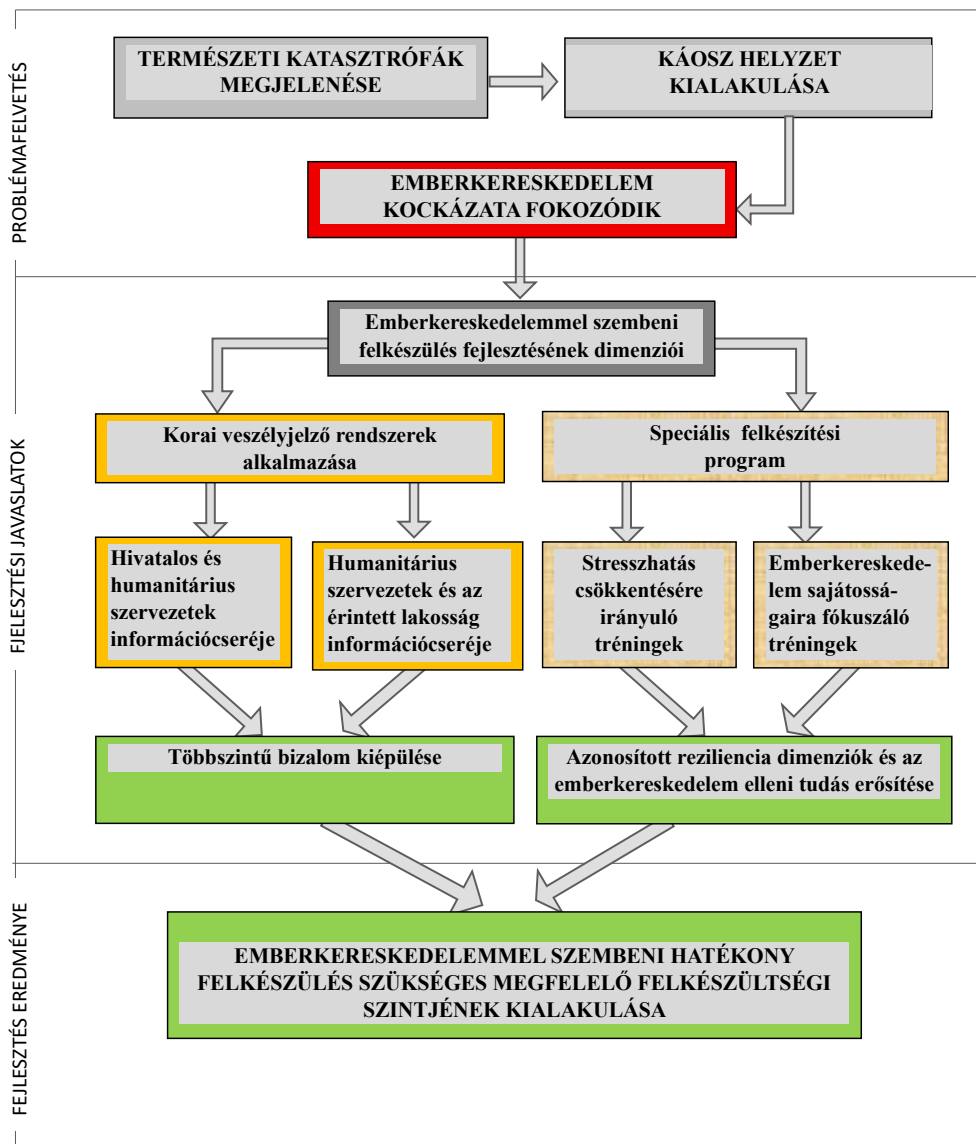 PROBLÉMAFELVETÉS
TERMÉSZETI KATASZTRÓFÁK
MEGJELENÉSE
KÁOSZ HELYZET
KIALAKULÁSA
EMBERKERESKEDELEM
KOCKÁZATA FOKOZÓDIK
FJELESZTÉSI JAVASLATOK
Emberkereskedelemmel szembeni
felkészülés fejlesztésének dimenziói
Korai veszélyjelző rendszerek
alkalmazása
Speciális felkészítési
program
Hivatalos és
humanitárius
szervezetek
információcseréje
Humanitárius
szervezetek és az
érintett lakosság
információcseréje
Stresszhatás
csökkentésére
irányuló
tréningek
Emberkereskede-
lem sajátossá-
gaira fókuszáló
tréningek
Többszintű bizalom kiépülése
Azonosított reziliencia dimenziók és az
emberkereskedelem elleni tudás erősítése
FEJLESZTÉS EREDMÉNYE
EMBERKERESKEDELEMMEL SZEMBENI HATÉKONY
FELKÉSZÜLÉS SZÜKSÉGES MEGFELELŐ FELKÉSZÜLTSÉGI
SZINTJÉNEK KIALAKULÁSA